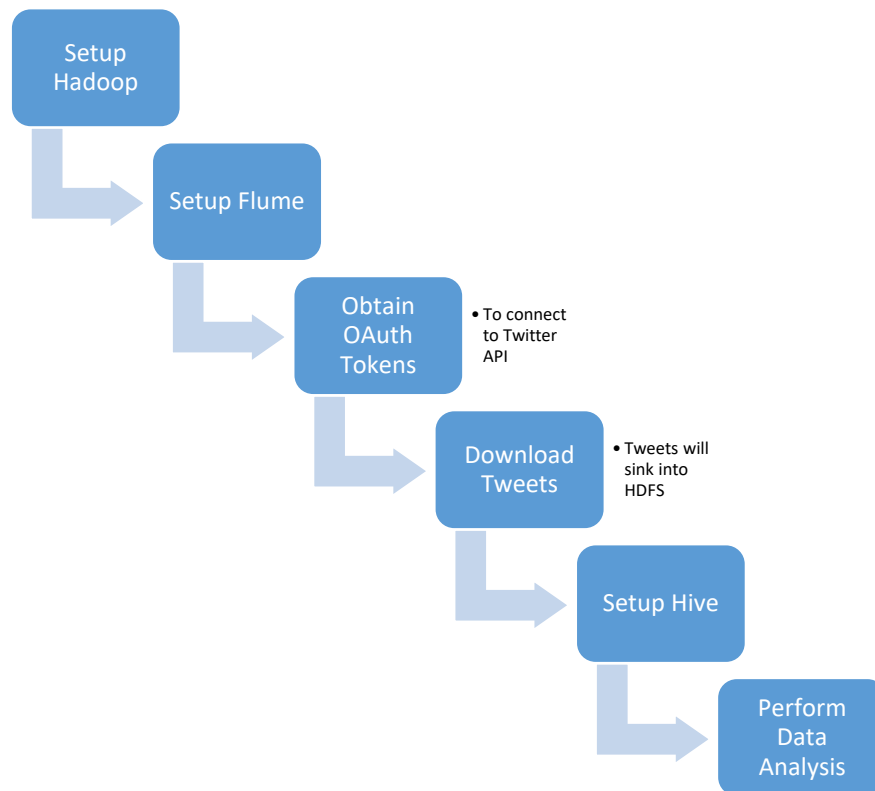 Setup
Hadoop
Setup Flume
Obtain
OAuth
Tokens
• To connect
to Twitter
API
Download
Tweets
• Tweets will
sink into
HDFS
Setup Hive
Perform
Data
Analysis